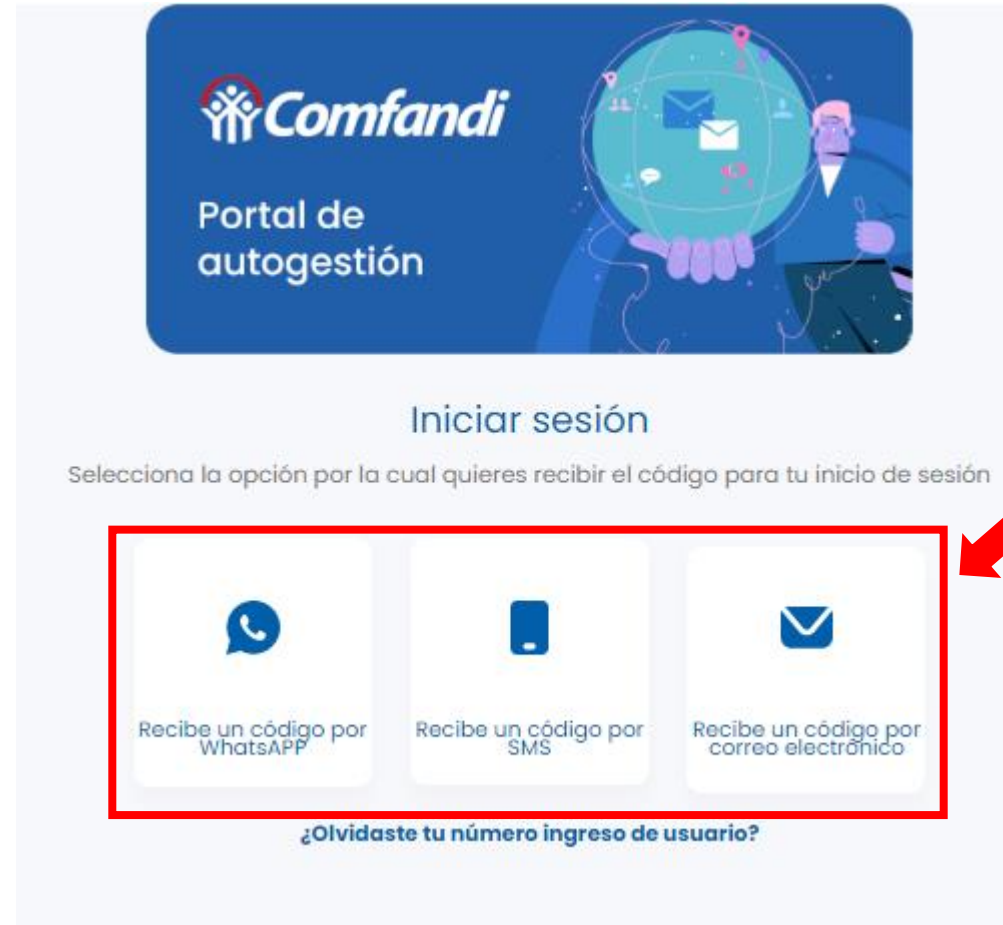 Comfandi
Portal de
autogestión
Iniciar sesión
Selecciona la opción por la cual quieres recibir el código para tu inicio de sesión
Recibe un código por
WhatsAPP
Recibe un código por
SMS
Recibe un código por
correo electrónico
¿Olvidaste tu número ingreso de usuario?